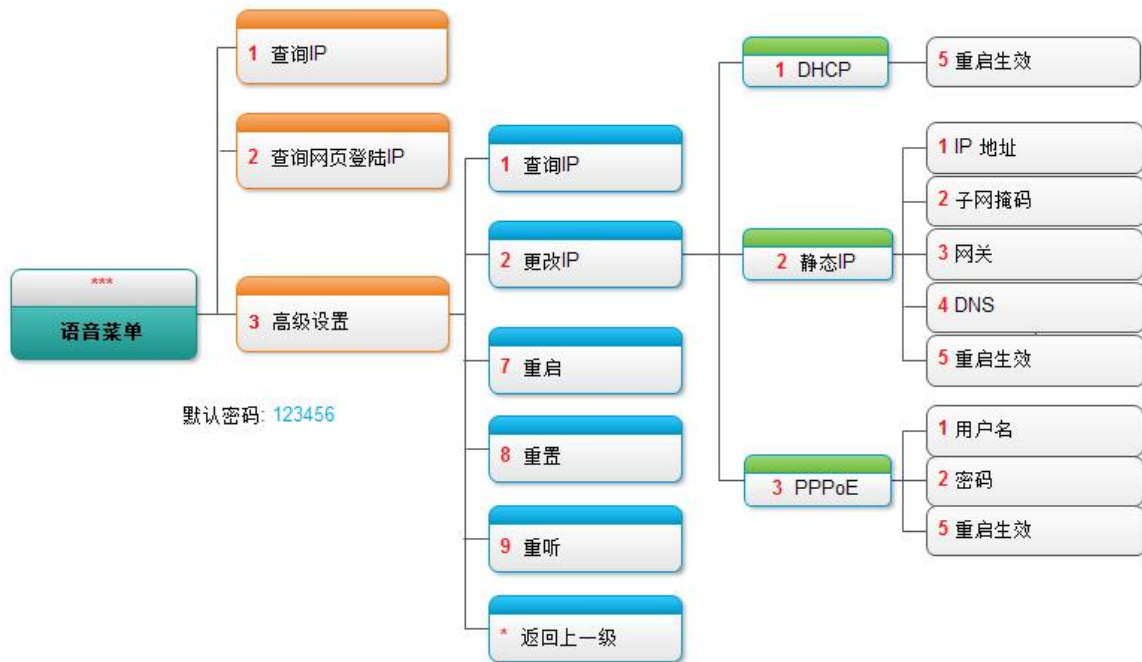 ***
语音菜单
默认密码: 123456
1 查询IP
2 查询网页登陆IP
3 高级设置
1 查询IP
2 更改IP
7 重启
8 重置
9 重听
* 返回上一级
1 DHCP
5 重启生效
2 静态IP
1 IP 地址
2 子网掩码
3 网关
4 DNS
5 重启生效
3 PPPoE
1 用户名
2 密码
5 重启生效